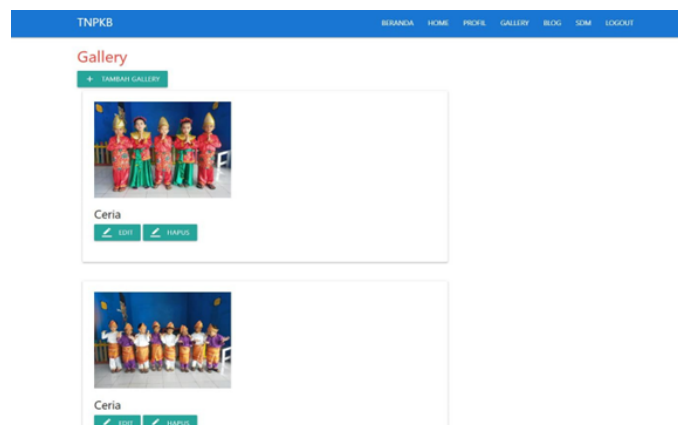 TNPKB
BERANDA HOME PROFIL GALLERY BLOG SDM LOGOUT
Gallery
+ TAMBAH GALLERY
Ceria
EDIT HAPUS
Ceria
EDIT HAPUS